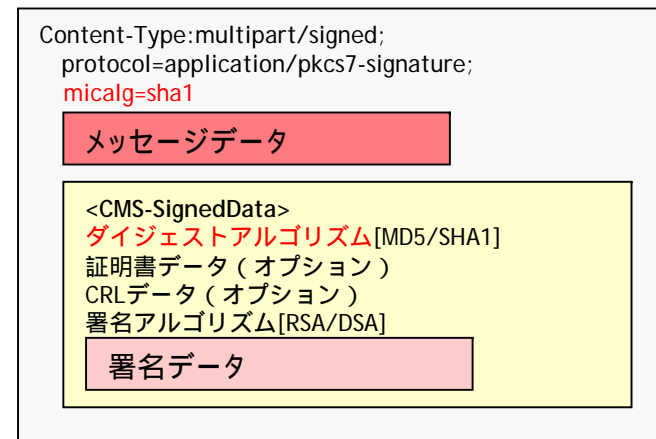 Content-Type:multipart/signed;
protocol=application/pkcs7-signature;
micalg=sha1
メッセージデータ
<CMS-SignedData>
ダイジェストアルゴリズム[MD5/SHA1]
証明書データ(オプション)
CRLデータ(オプション)
署名アルゴリズム[RSA/DSA]
署名データ